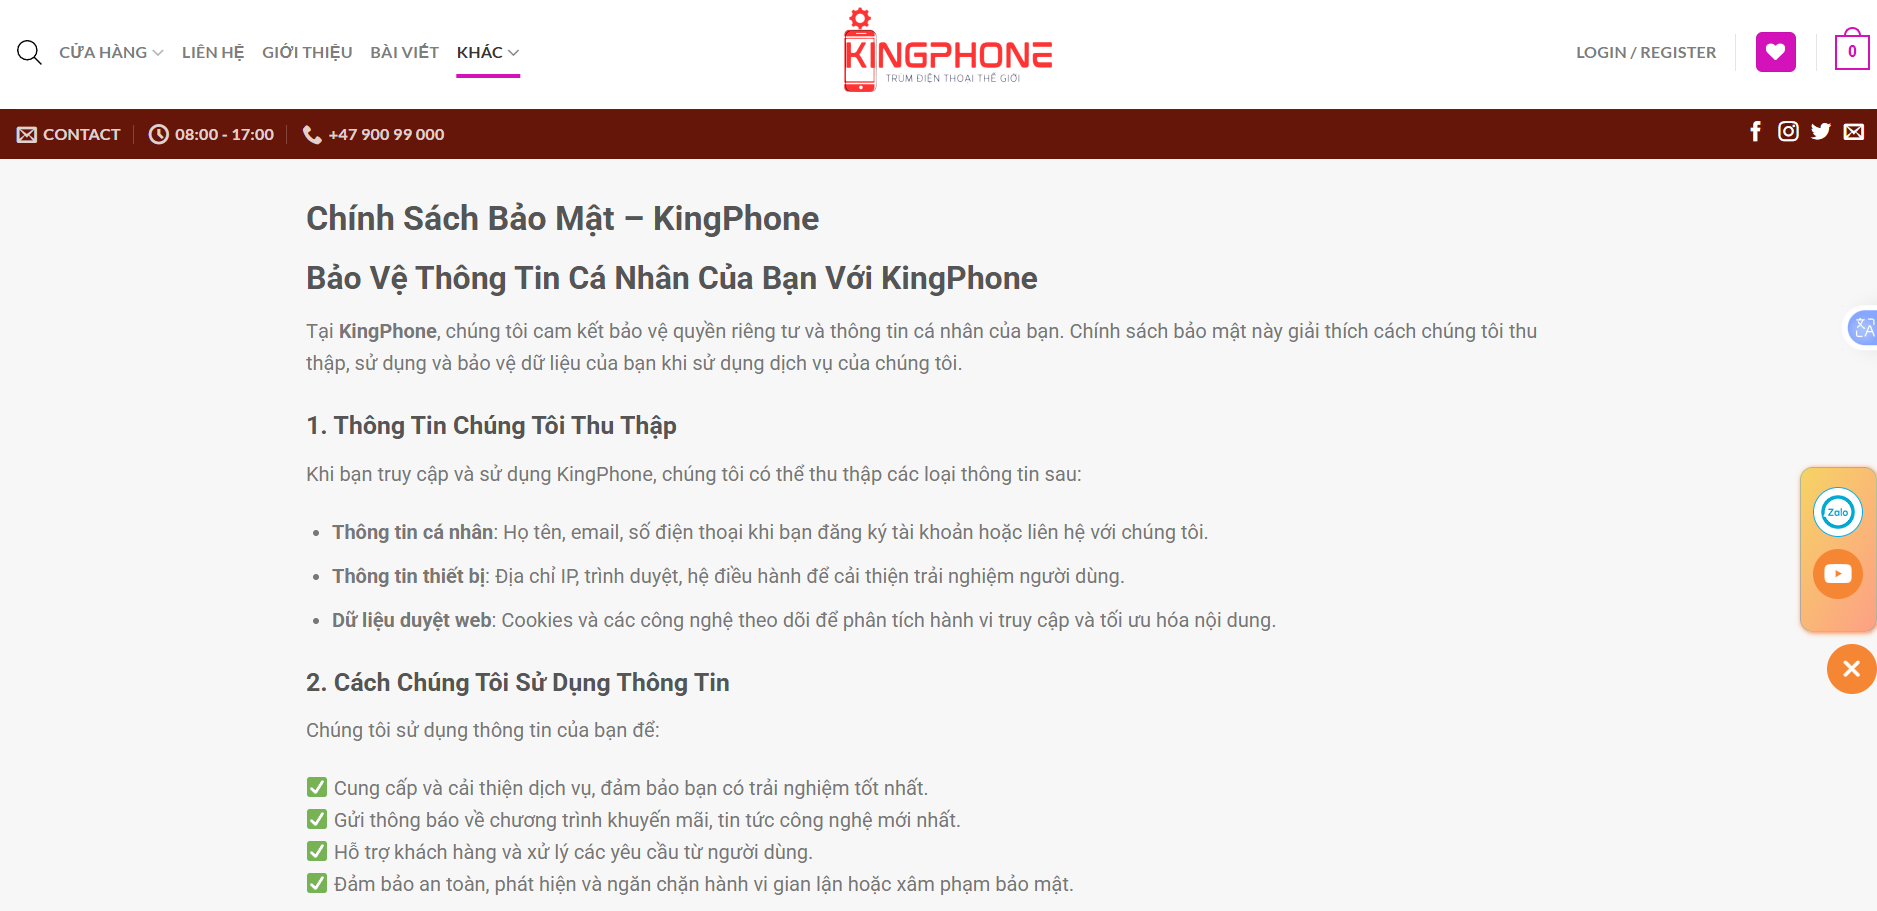 CỬA HÀNG
LIÊN HỆ
GIỚI THIỆU
BÀI VIẾT
KHÁC
KINGPHONE
TRÙM ĐIỆN THOẠI THẾ GIỚI
LOGIN / REGISTER
0
CONTACT
08:00 - 17:00
+47 900 99 000
Chính Sách Bảo Mật – KingPhone
Bảo Vệ Thông Tin Cá Nhân Của Bạn Với KingPhone
Tại KingPhone, chúng tôi cam kết bảo vệ quyền riêng tư và thông tin cá nhân của bạn. Chính sách bảo mật này giải thích cách chúng tôi thu
thập, sử dụng và bảo vệ dữ liệu của bạn khi sử dụng dịch vụ của chúng tôi.
1. Thông Tin Chúng Tôi Thu Thập
Khi bạn truy cập và sử dụng KingPhone, chúng tôi có thể thu thập các loại thông tin sau:
• Thông tin cá nhân: Họ tên, email, số điện thoại khi bạn đăng ký tài khoản hoặc liên hệ với chúng tôi.
• Thông tin thiết bị: Địa chỉ IP, trình duyệt, hệ điều hành để cải thiện trải nghiệm người dùng.
• Dữ liệu duyệt web: Cookies và các công nghệ theo dõi để phân tích hành vi truy cập và tối ưu hóa nội dung.
Zalo
2. Cách Chúng Tôi Sử Dụng Thông Tin
Chúng tôi sử dụng thông tin của bạn để:
✅ Cung cấp và cải thiện dịch vụ, đảm bảo bạn có trải nghiệm tốt nhất.
✅ Gửi thông báo về chương trình khuyến mãi, tin tức công nghệ mới nhất.
✅ Hỗ trợ khách hàng và xử lý các yêu cầu từ người dùng.
✅ Đảm bảo an toàn, phát hiện và ngăn chặn hành vi gian lận hoặc xâm phạm bảo mật.